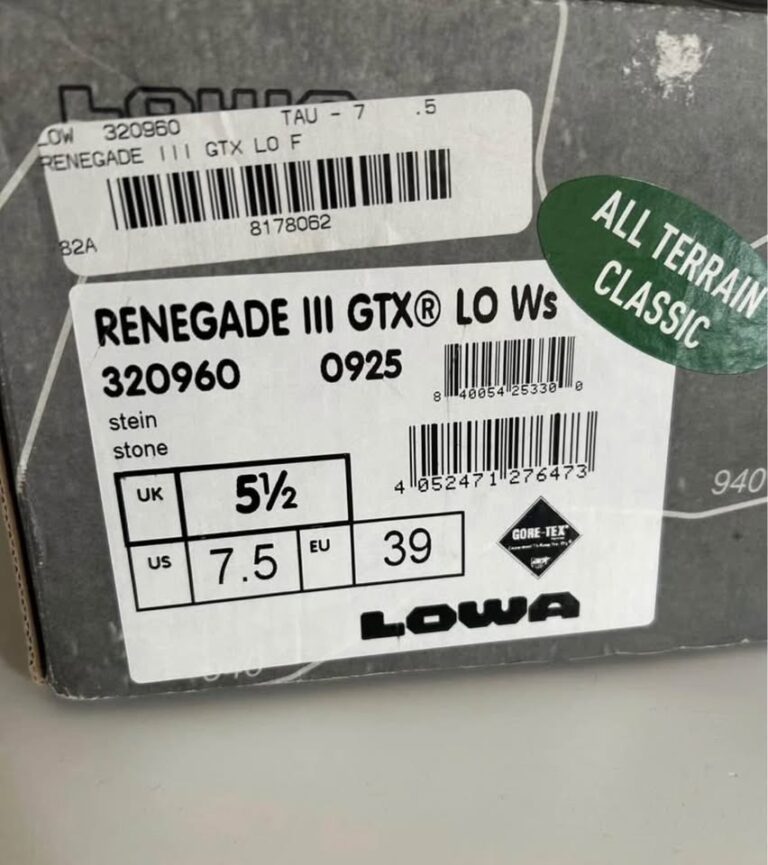 LOWA
LOW 320960 TAU - 7 .5
RENEGADE III GTX LO F
8178062
82A
ALL TERRAIN
CLASSIC
RENEGADE III GTX® LO Ws
320960 0925
8 40054 25330 0
stein
stone
4 052471 276473
UK 5½
US 7.5 EU 39
GORE-TEX
LOWA
940